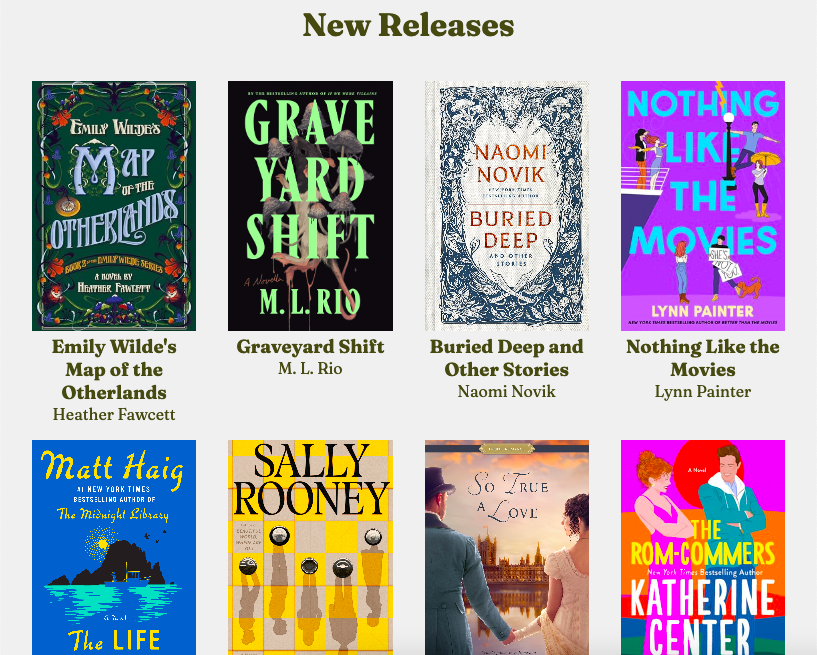 New Releases
EMILY WILDE'S
MAP
OF THE
OTHERLANDS
BOOK 2 OF THE EMILY WILDE SERIES
A NOVEL BY
HEATHER FAWCETT
BY THE BESTSELLING AUTHOR OF IF WE WERE VILLAINS
GRAVE
YARD
SHIFT
A Novella
M. L. RIO
NAOMI
NOVIK
NEW YORK TIMES
BESTSELLING AUTHOR
BURIED
DEEP
AND OTHER
STORIES
NOTHING
LIKE
THE
MOVIES
LYNN PAINTER
NEW YORK TIMES BESTSELLING AUTHOR OF BETTER THAN THE MOVIES
Emily Wilde's
Map of the
Otherlands
Heather Fawcett
Graveyard Shift
M. L. Rio
Buried Deep and
Other Stories
Naomi Novik
Nothing Like the
Movies
Lynn Painter
Matt Haig
#1 NEW YORK TIMES
BESTSELLING AUTHOR OF
The Midnight Library
a novel
The LIFE
SALLY
ROONEY
So True
a Love
A Novel
THE
ROM-COMMERS
New York Times Bestselling Author
KATHERINE
CENTER